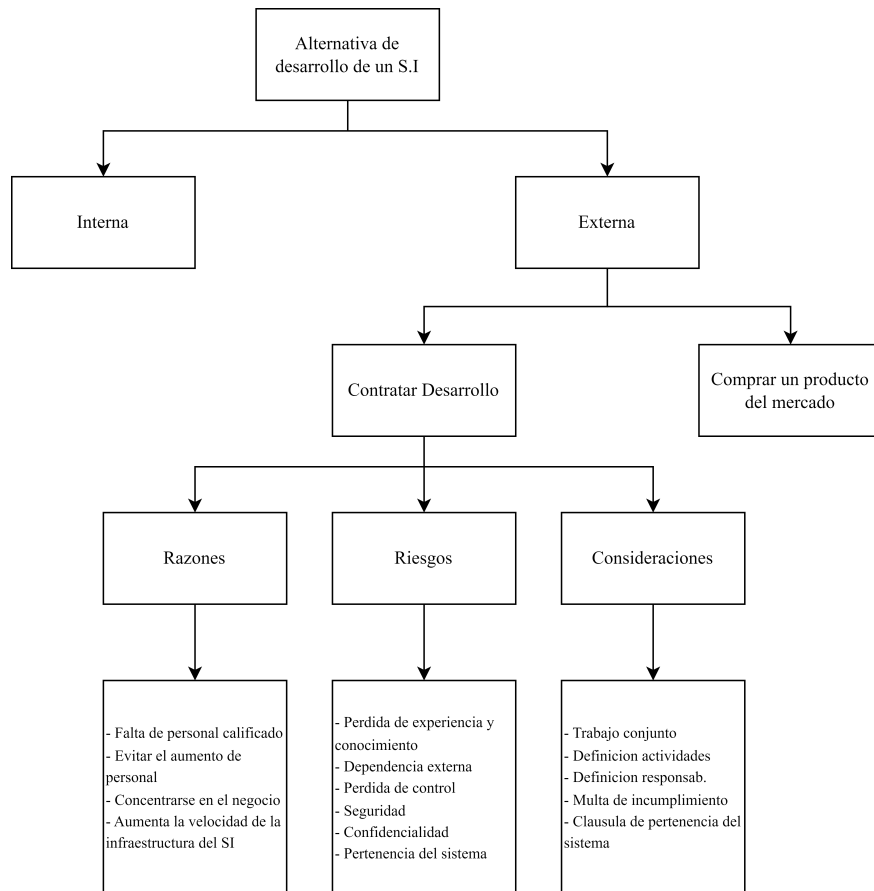 Alternativa de
desarrollo de un S.I
Interna
Externa
Contratar Desarrollo
Comprar un producto
del mercado
Razones
Riesgos
Consideraciones
- Falta de personal calificado
- Evitar el aumento de
personal
- Concentrarse en el negocio
- Aumenta la velocidad de la
infraestructura del SI
- Perdida de experiencia y
conocimiento
- Dependencia externa
- Perdida de control
- Seguridad
- Confidencialidad
- Pertenencia del sistema
- Trabajo conjunto
- Definicion actividades
- Definicion responsab.
- Multa de incumplimiento
- Clausula de pertenencia del
sistema